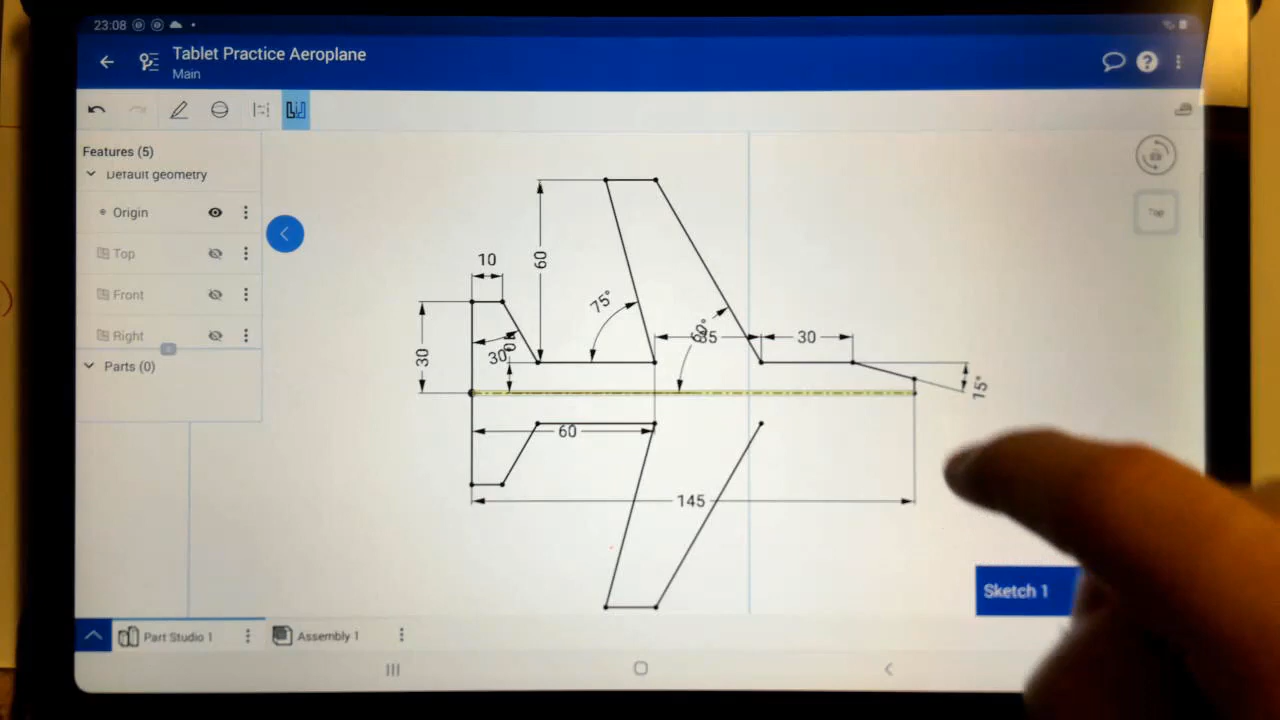 23:08
Tablet Practice Aeroplane
Main
Features (5)
Default geometry
Origin
Top
Front
Right
Parts (0)
Top
10
60
75°
60°
35
30
30
30°
10
15°
60
145
Sketch 1
Part Studio 1
Assembly 1